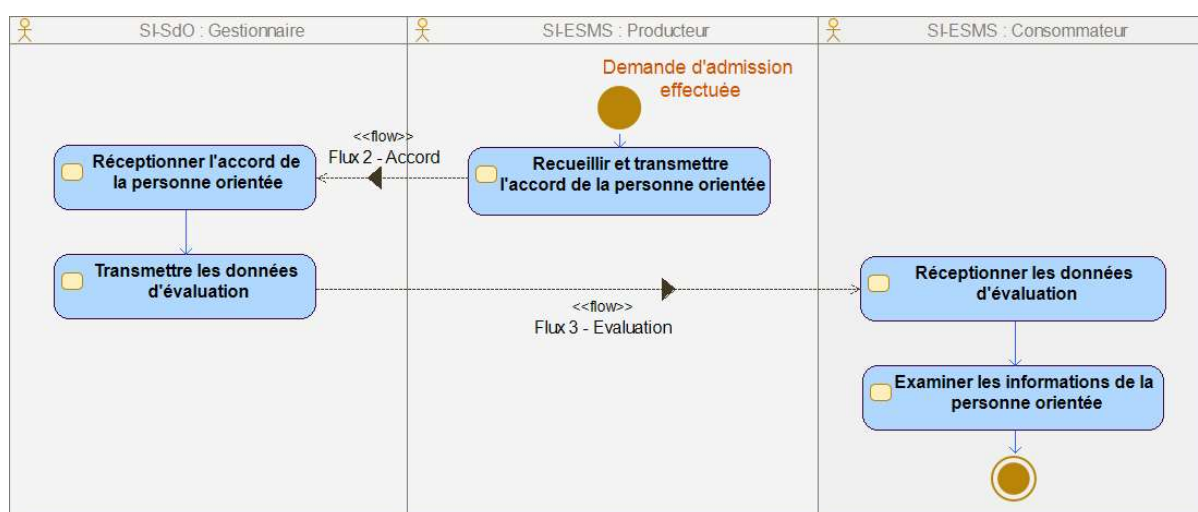 SI-SdO : Gestionnaire
SI-ESMS : Producteur
SI-ESMS : Consommateur
Demande d'admission
effectuée
<<flow>>
Flux 2 - Accord
Réceptionner l'accord de
la personne orientée
Recueillir et transmettre
l'accord de la personne orientée
Transmettre les données
d'évaluation
<<flow>>
Flux 3 - Evaluation
Réceptionner les données
d'évaluation
Examiner les informations de la
personne orientée